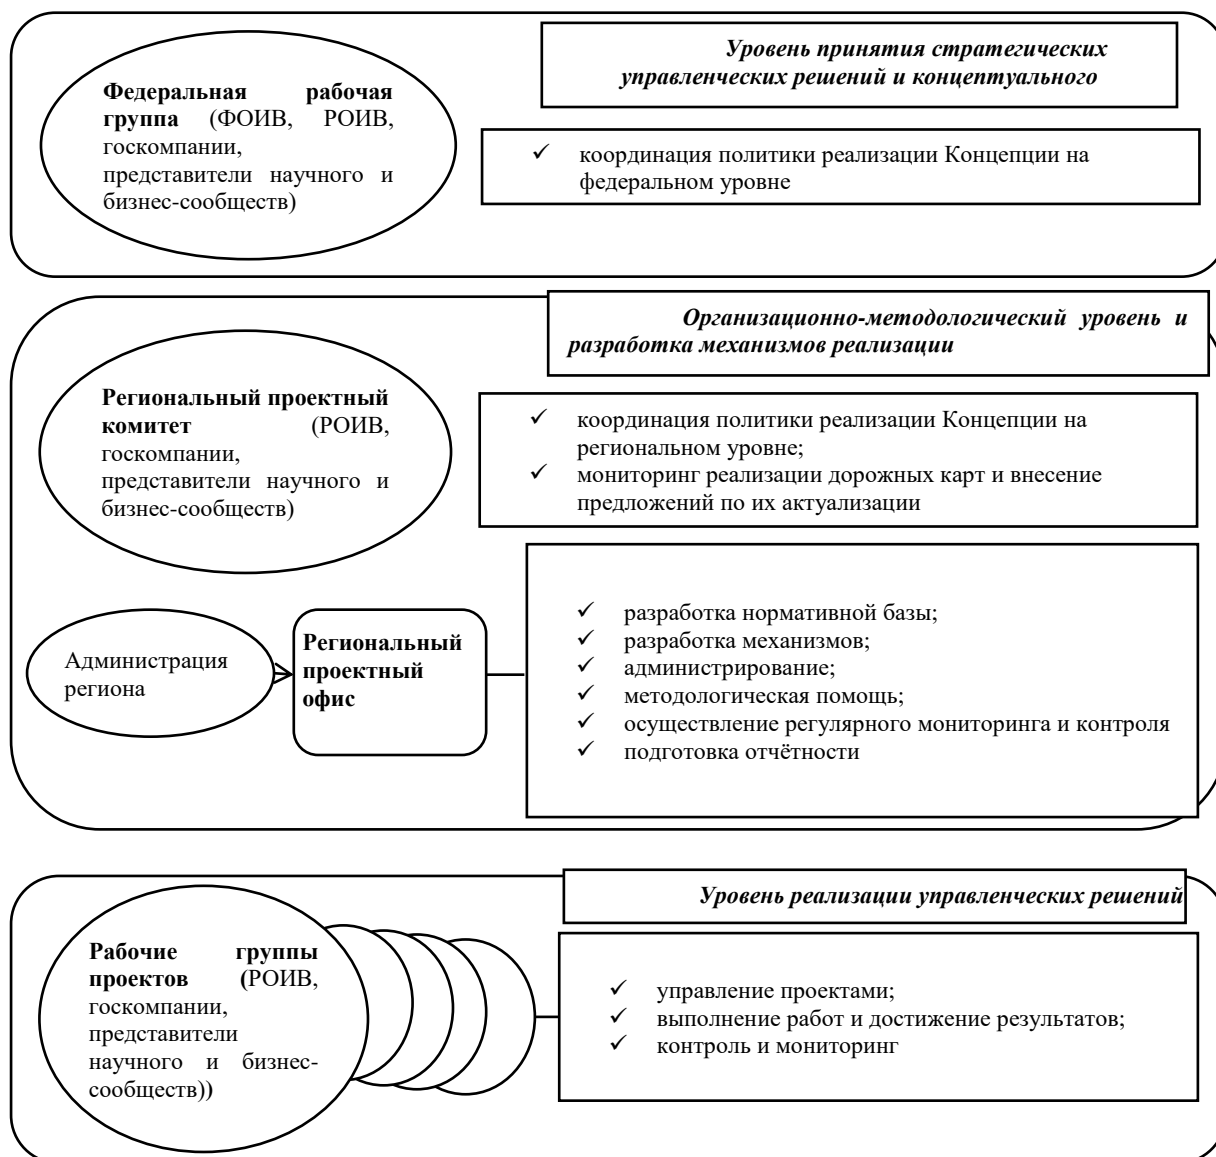 Уровень принятия стратегических
управленческих решений и концептуального
Федеральная рабочая
группа (ФОИВ, РОИВ,
госкомпании,
представители научного и
бизнес-сообществ)
✓ координация политики реализации Концепции на
федеральном уровне
Организационно-методологический уровень и
разработка механизмов реализации
Региональный проектный
комитет (РОИВ,
госкомпании,
представители научного и
бизнес-сообществ)
✓ координация политики реализации Концепции на
региональном уровне;
✓ мониторинг реализации дорожных карт и внесение
предложений по их актуализации
Администрация
региона
Региональный
проектный
офис
✓ разработка нормативной базы;
✓ разработка механизмов;
✓ администрирование;
✓ методологическая помощь;
✓ осуществление регулярного мониторинга и контроля
✓ подготовка отчётности
Уровень реализации управленческих решений
Рабочие группы
проектов (РОИВ,
госкомпании,
представители
научного и бизнес-
сообществ))
✓ управление проектами;
✓ выполнение работ и достижение результатов;
✓ контроль и мониторинг